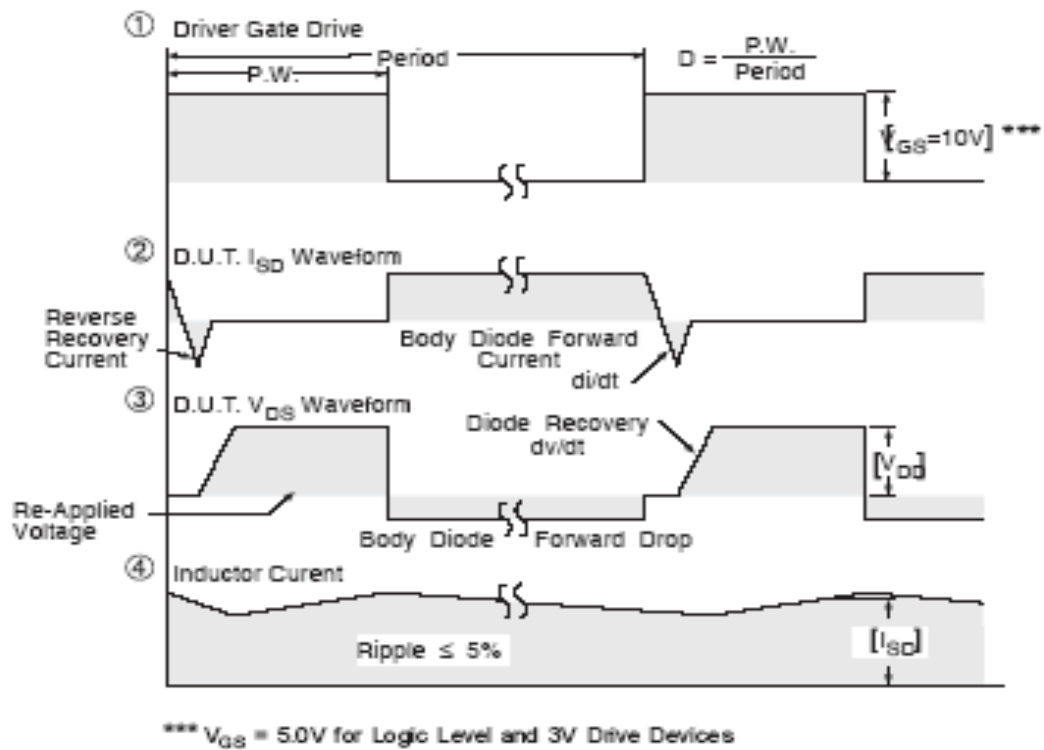 ① Driver Gate Drive
Period
P.W.
D = P.W.
Period
[VGS=10V] ***
② D.U.T. ISD Waveform
Reverse
Recovery
Current
Body Diode Forward
Current
di/dt
③ D.U.T. VDS Waveform
Diode Recovery
dv/dt
[VDD]
Re-Applied
Voltage
Body Diode Forward Drop
④ Inductor Curent
Ripple ≤ 5%
[ISD]
*** VGS = 5.0V for Logic Level and 3V Drive Devices